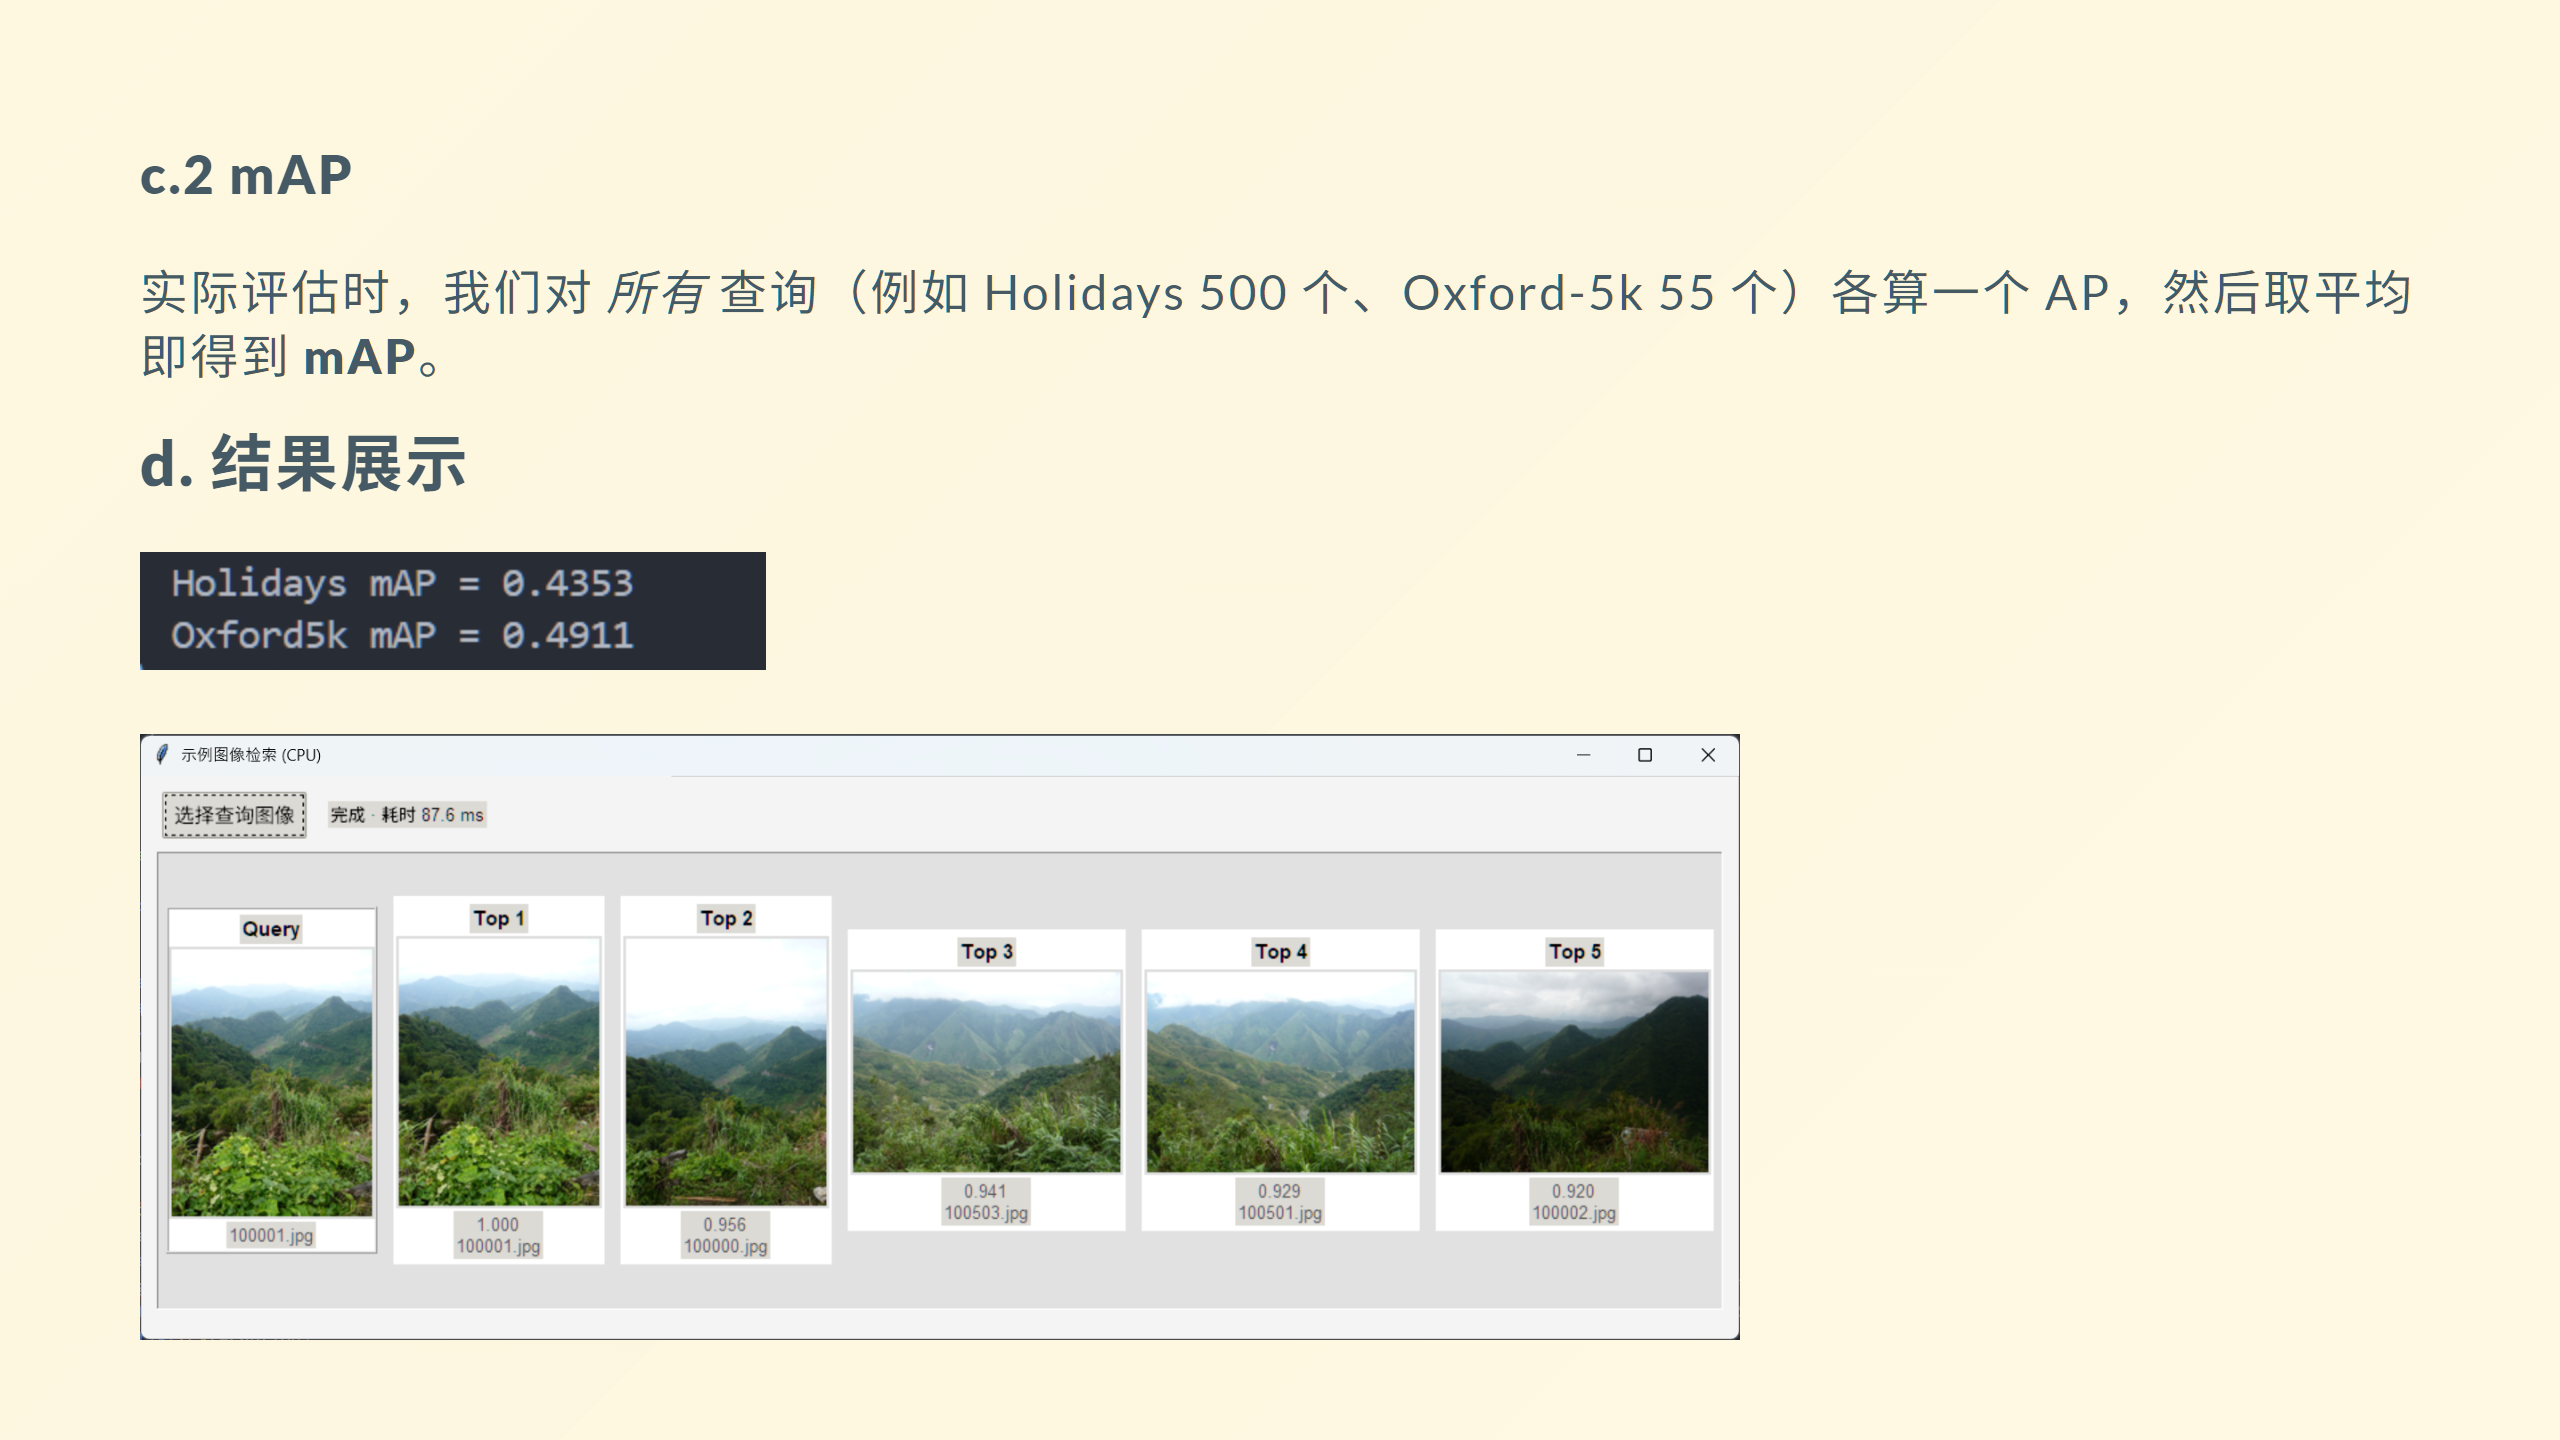 c.2 mAP
实际评估时，我们对 所有 查询（例如 Holidays 500 个、Oxford-5k 55 个）各算一个 AP，然后取平均
即得到 mAP。
d. 结果展示
Holidays mAP = 0.4353
Oxford5k mAP = 0.4911
示例图像检索 (CPU)
选择查询图像 完成 · 耗时 87.6 ms
Query
100001.jpg
Top 1
1.000
100001.jpg
Top 2
0.956
100000.jpg
Top 3
0.941
100503.jpg
Top 4
0.929
100501.jpg
Top 5
0.920
100002.jpg